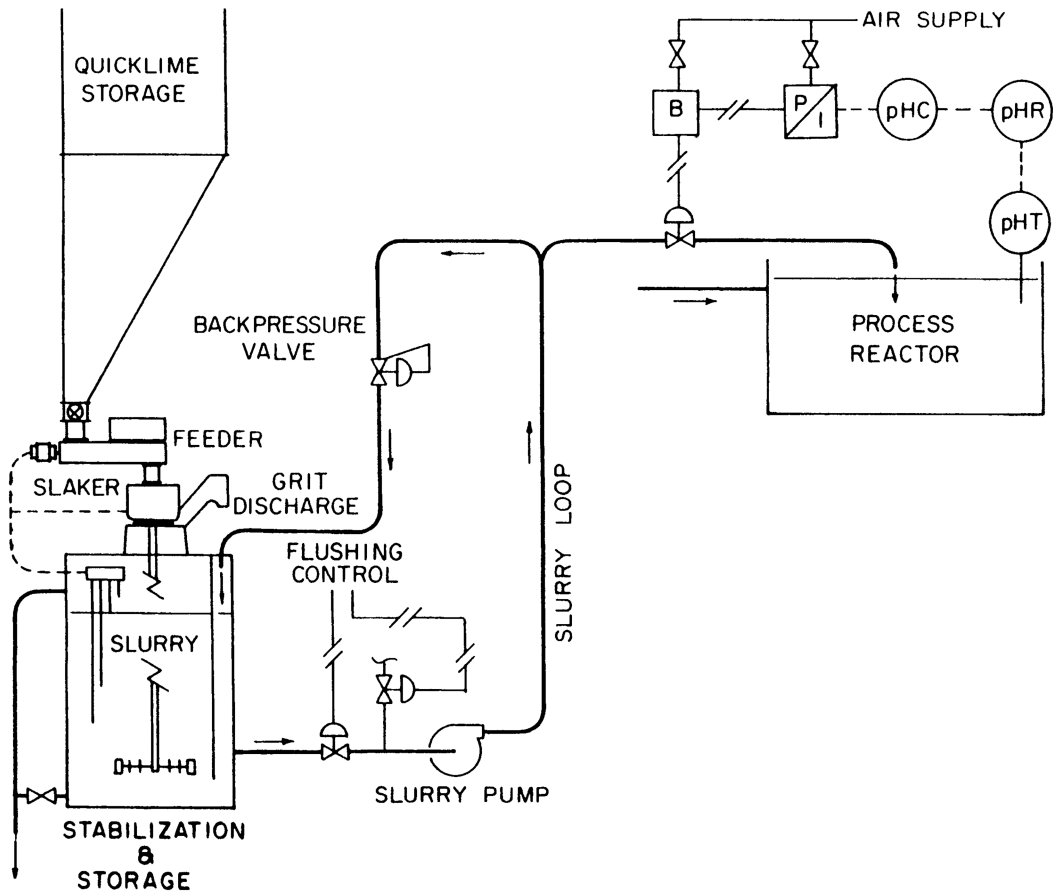 AIR SUPPLY
QUICKLIME
STORAGE
B
P
I
pHC
pHR
pHT
BACKPRESSURE
VALVE
PROCESS
REACTOR
FEEDER
SLAKER
GRIT
DISCHARGE
FLUSHING
CONTROL
SLURRY LOOP
SLURRY
SLURRY PUMP
STABILIZATION
&
STORAGE